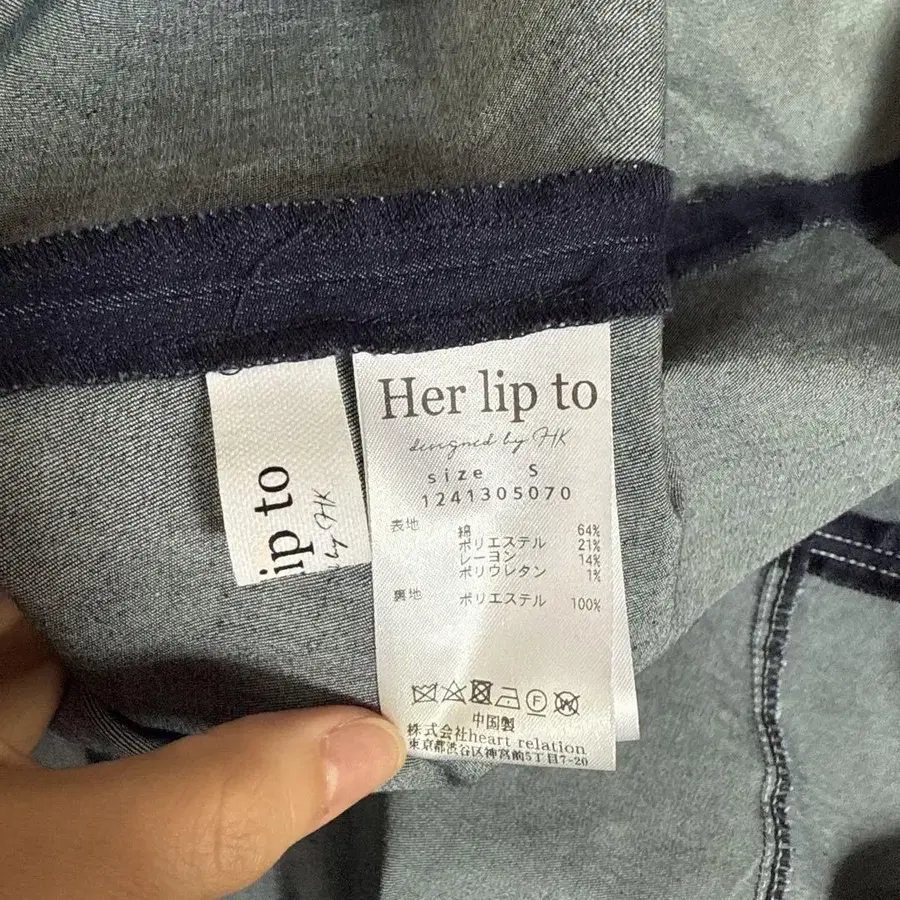 Her lip to
designed by HK
size S
1241305070
表地 綿 64%
ポリエステル 21%
レーヨン 14%
ポリウレタン 1%
裏地 ポリエステル 100%
F W
中国製
株式会社heart relation
東京都渋谷区神宮前5丁目7-20
ip to
by HK